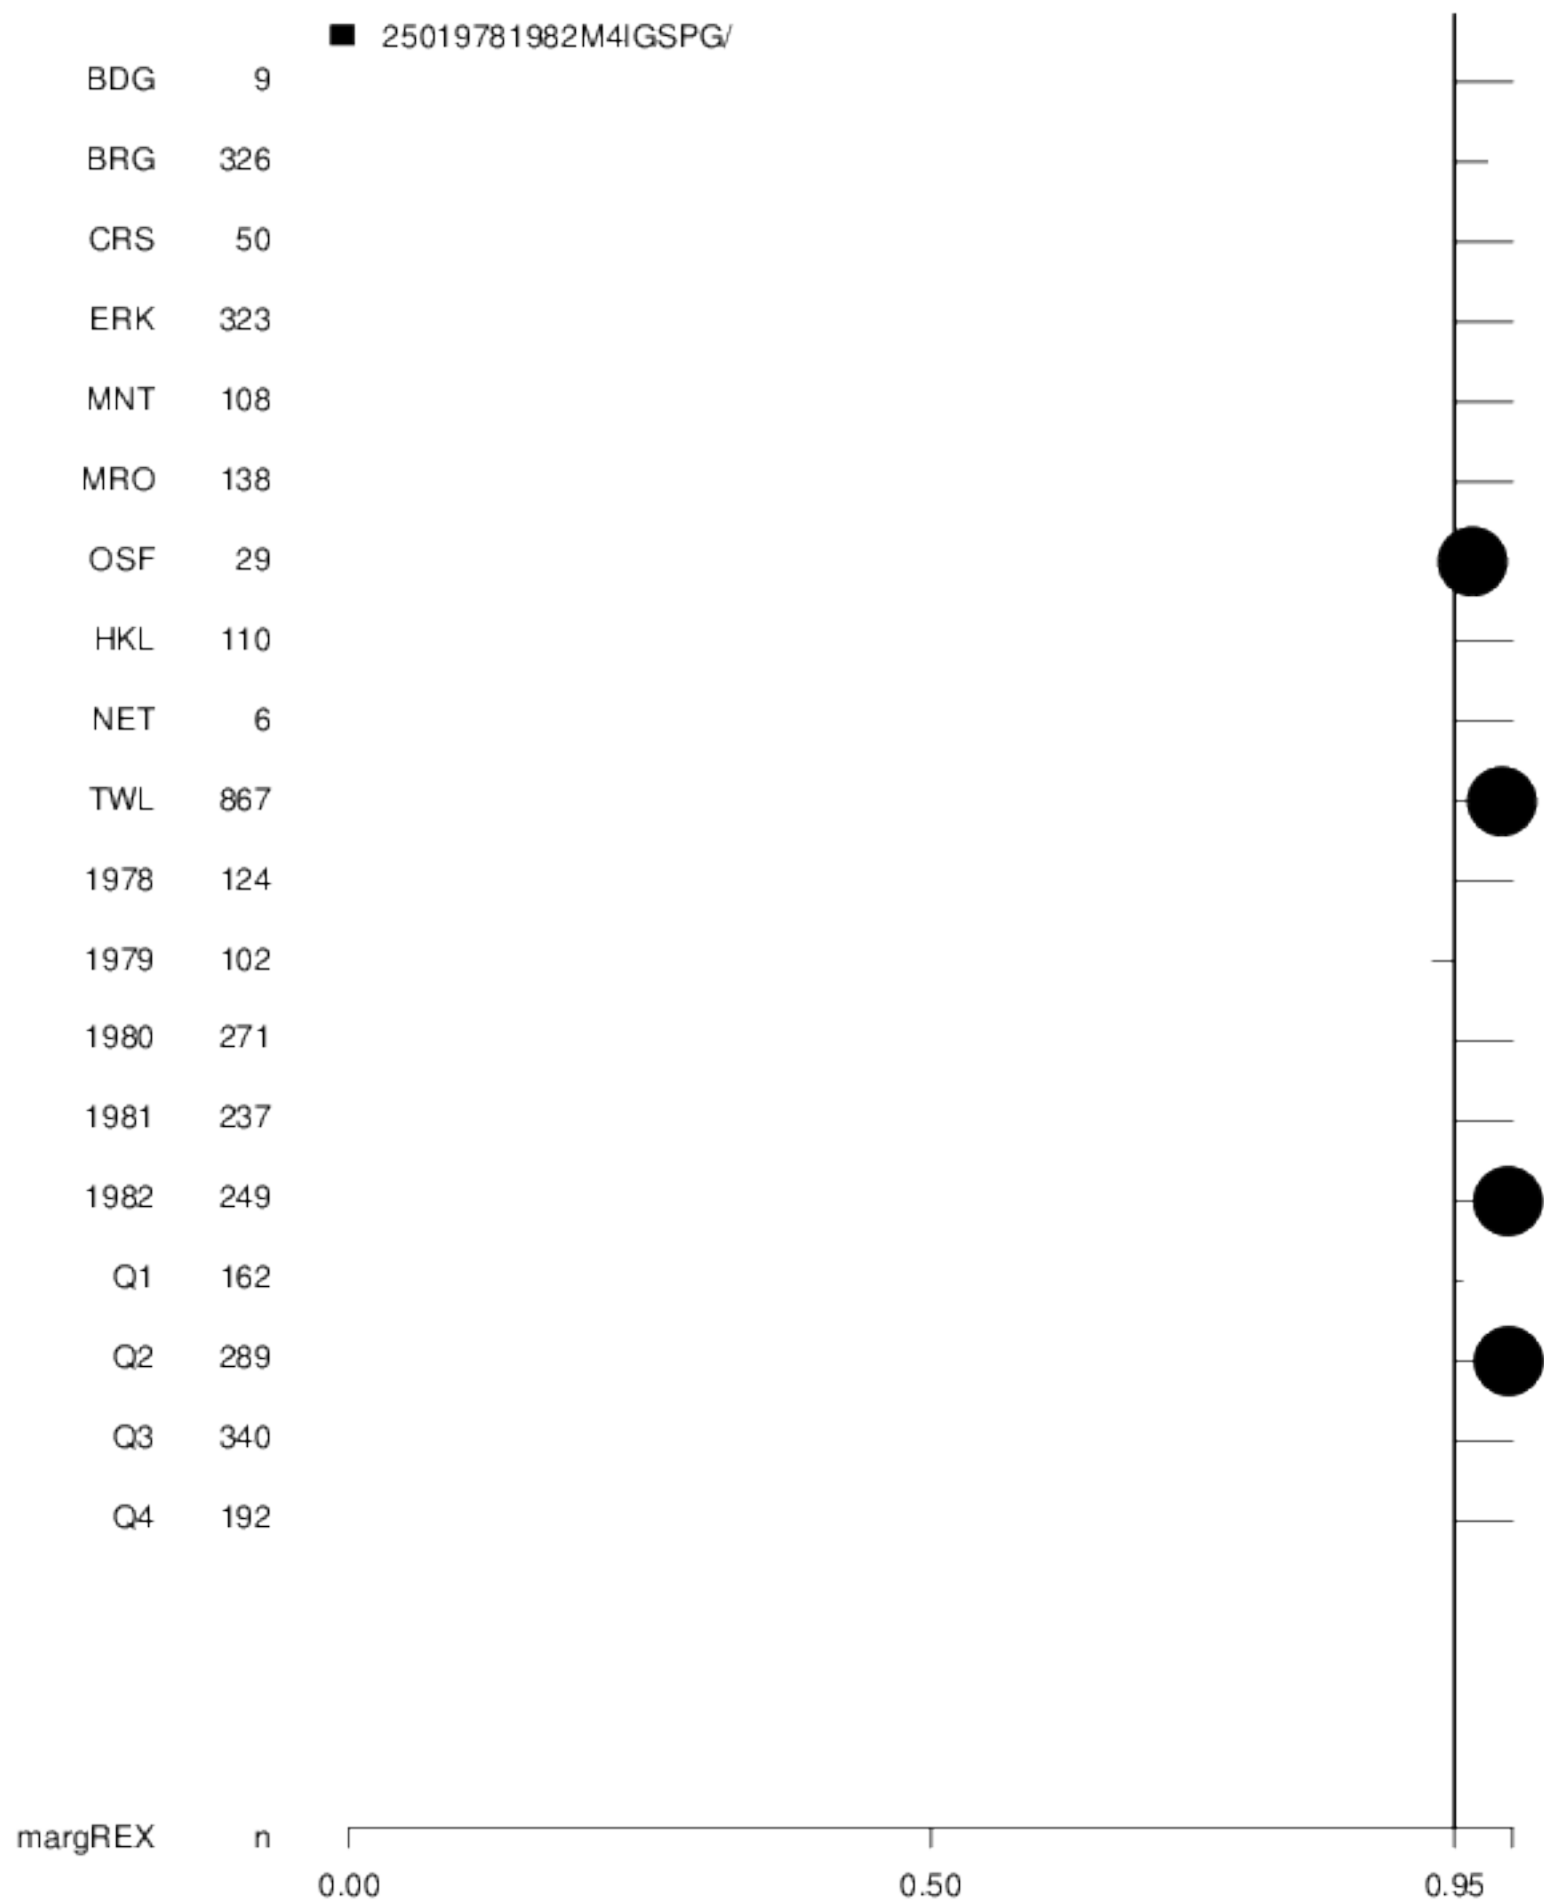 25019781982M4IGSPG/
BDG 9
BRG 326
CRS 50
ERK 323
MNT 108
MRO 138
OSF 29
HKL 110
NET 6
TWL 867
1978 124
1979 102
1980 271
1981 237
1982 249
Q1 162
Q2 289
Q3 340
Q4 192
margREX n
0.00 0.50 0.95